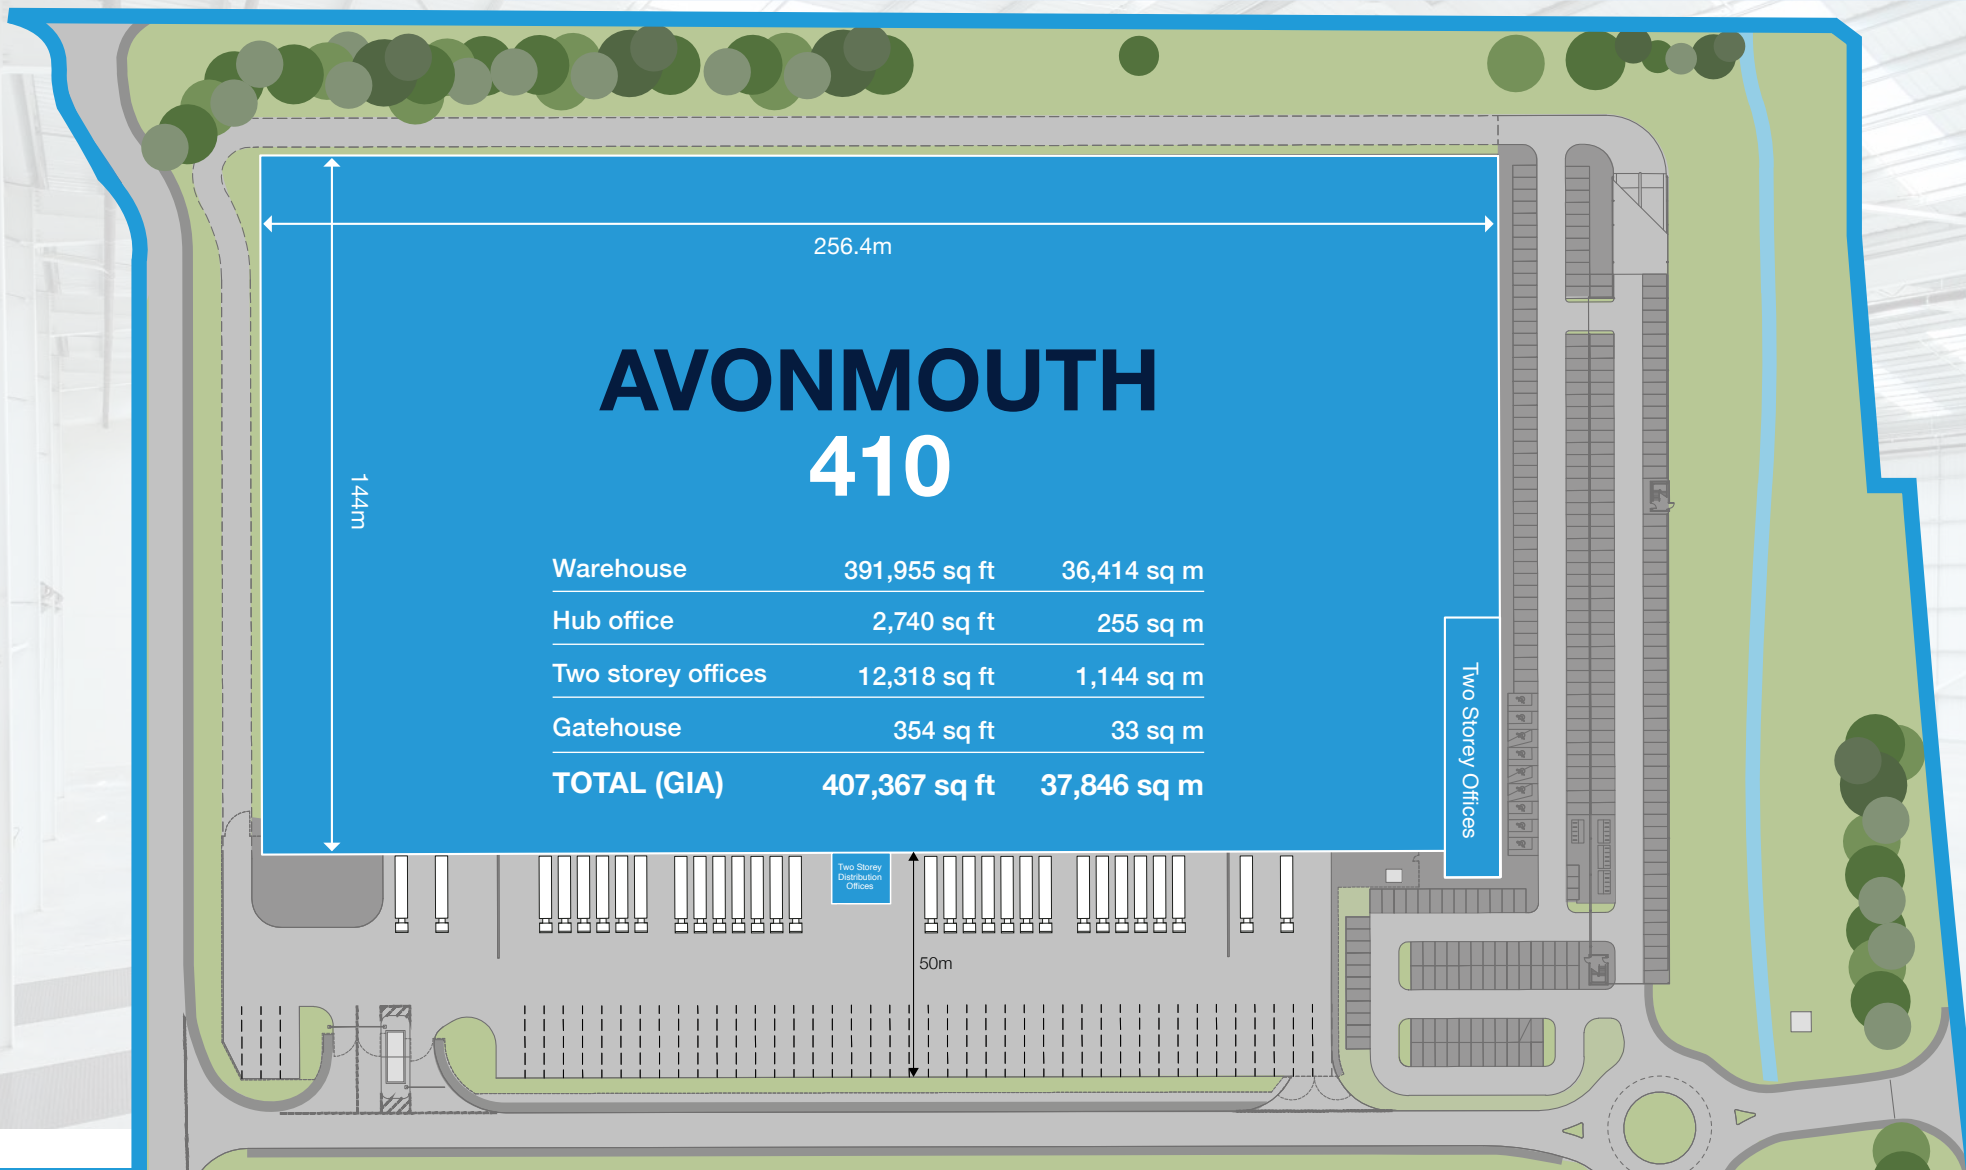 256.4m
144m
AVONMOUTH
410
Warehouse 391,955 sq ft 36,414 sq m
Hub office 2,740 sq ft 255 sq m
Two storey offices 12,318 sq ft 1,144 sq m
Gatehouse 354 sq ft 33 sq m
TOTAL (GIA) 407,367 sq ft 37,846 sq m
Two Storey Offices
Two Storey
Distribution
Offices
50m